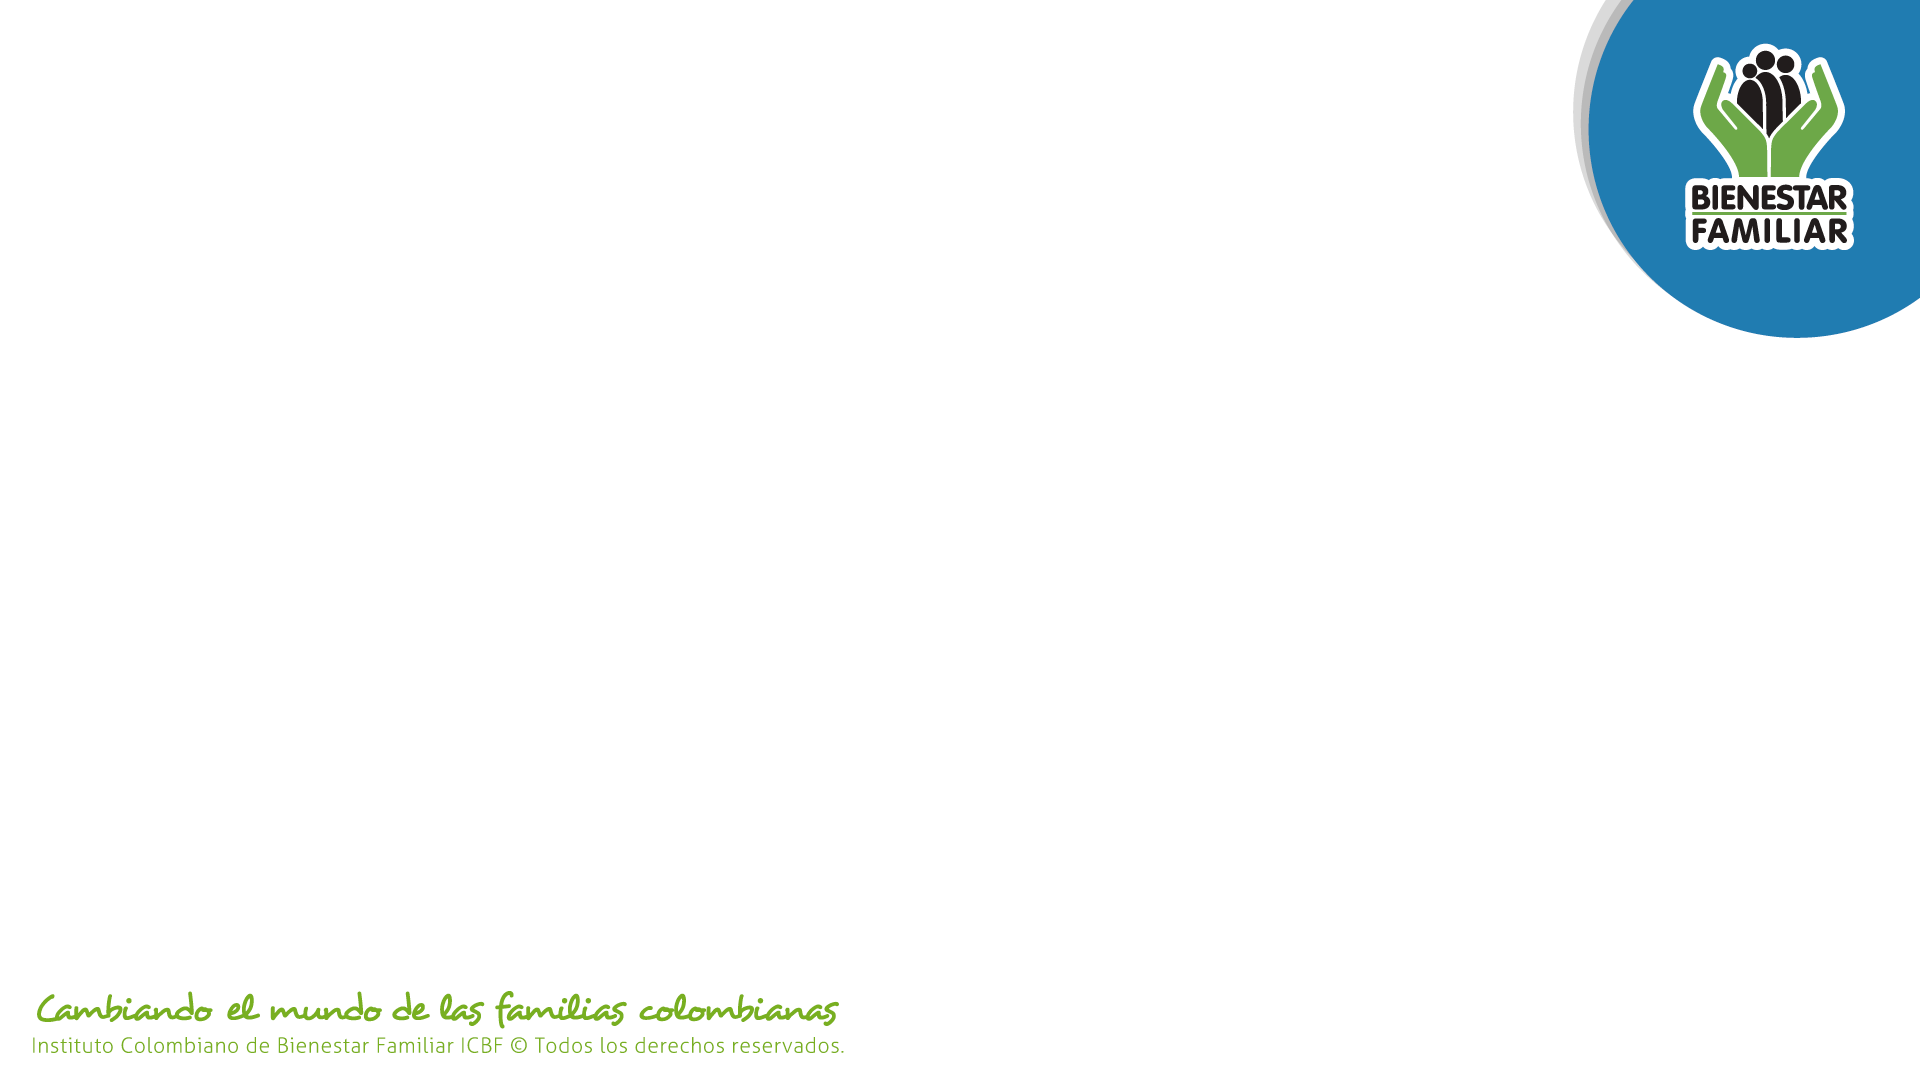 BIENESTAR
FAMILIAR
Cambiando el mundo de las familias colombianas
Instituto Colombiano de Bienestar Familiar ICBF © Todos los derechos reservados.